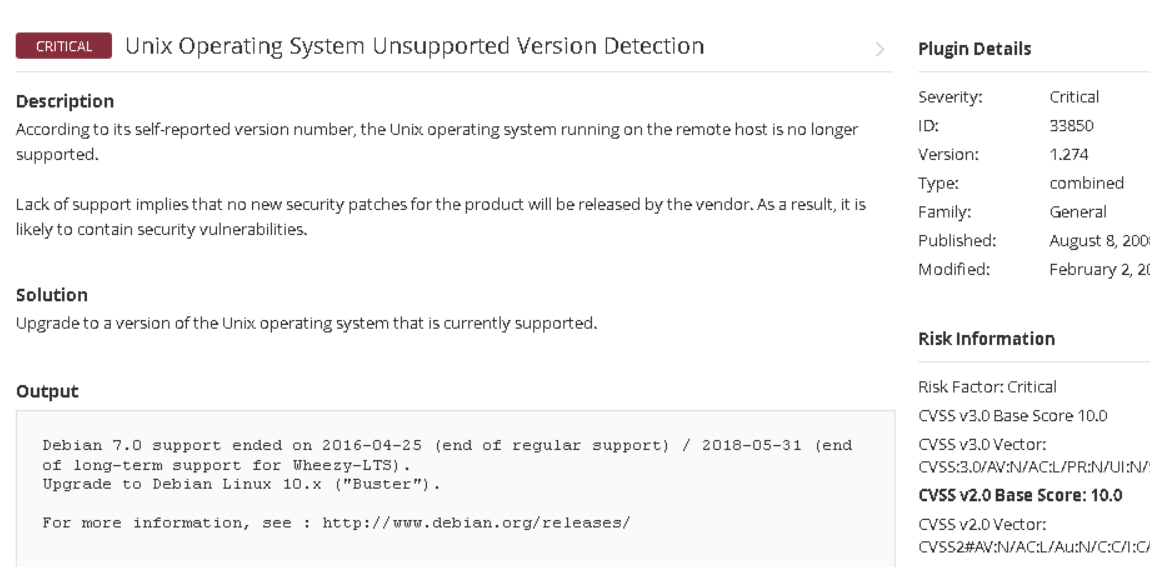 CRITICAL Unix Operating System Unsupported Version Detection
Description
According to its self-reported version number, the Unix operating system running on the remote host is no longer
supported.
Lack of support implies that no new security patches for the product will be released by the vendor. As a result, it is
likely to contain security vulnerabilities.
Solution
Upgrade to a version of the Unix operating system that is currently supported.
Output
Debian 7.0 support ended on 2016-04-25 (end of regular support) / 2018-05-31 (end
of long-term support for Wheezy-LTS).
Upgrade to Debian Linux 10.x ("Buster").
For more information, see : http://www.debian.org/releases/
Plugin Details
Severity: Critical
ID: 33850
Version: 1.274
Type: combined
Family: General
Published: August 8, 200
Modified: February 2, 20
Risk Information
Risk Factor: Critical
CVSS v3.0 Base Score 10.0
CVSS v3.0 Vector:
CVSS:3.0/AV:N/AC:L/PR:N/UI:N/
CVSS v2.0 Base Score: 10.0
CVSS v2.0 Vector:
CVSS2#AV:N/AC:L/Au:N/C:C/I:C/